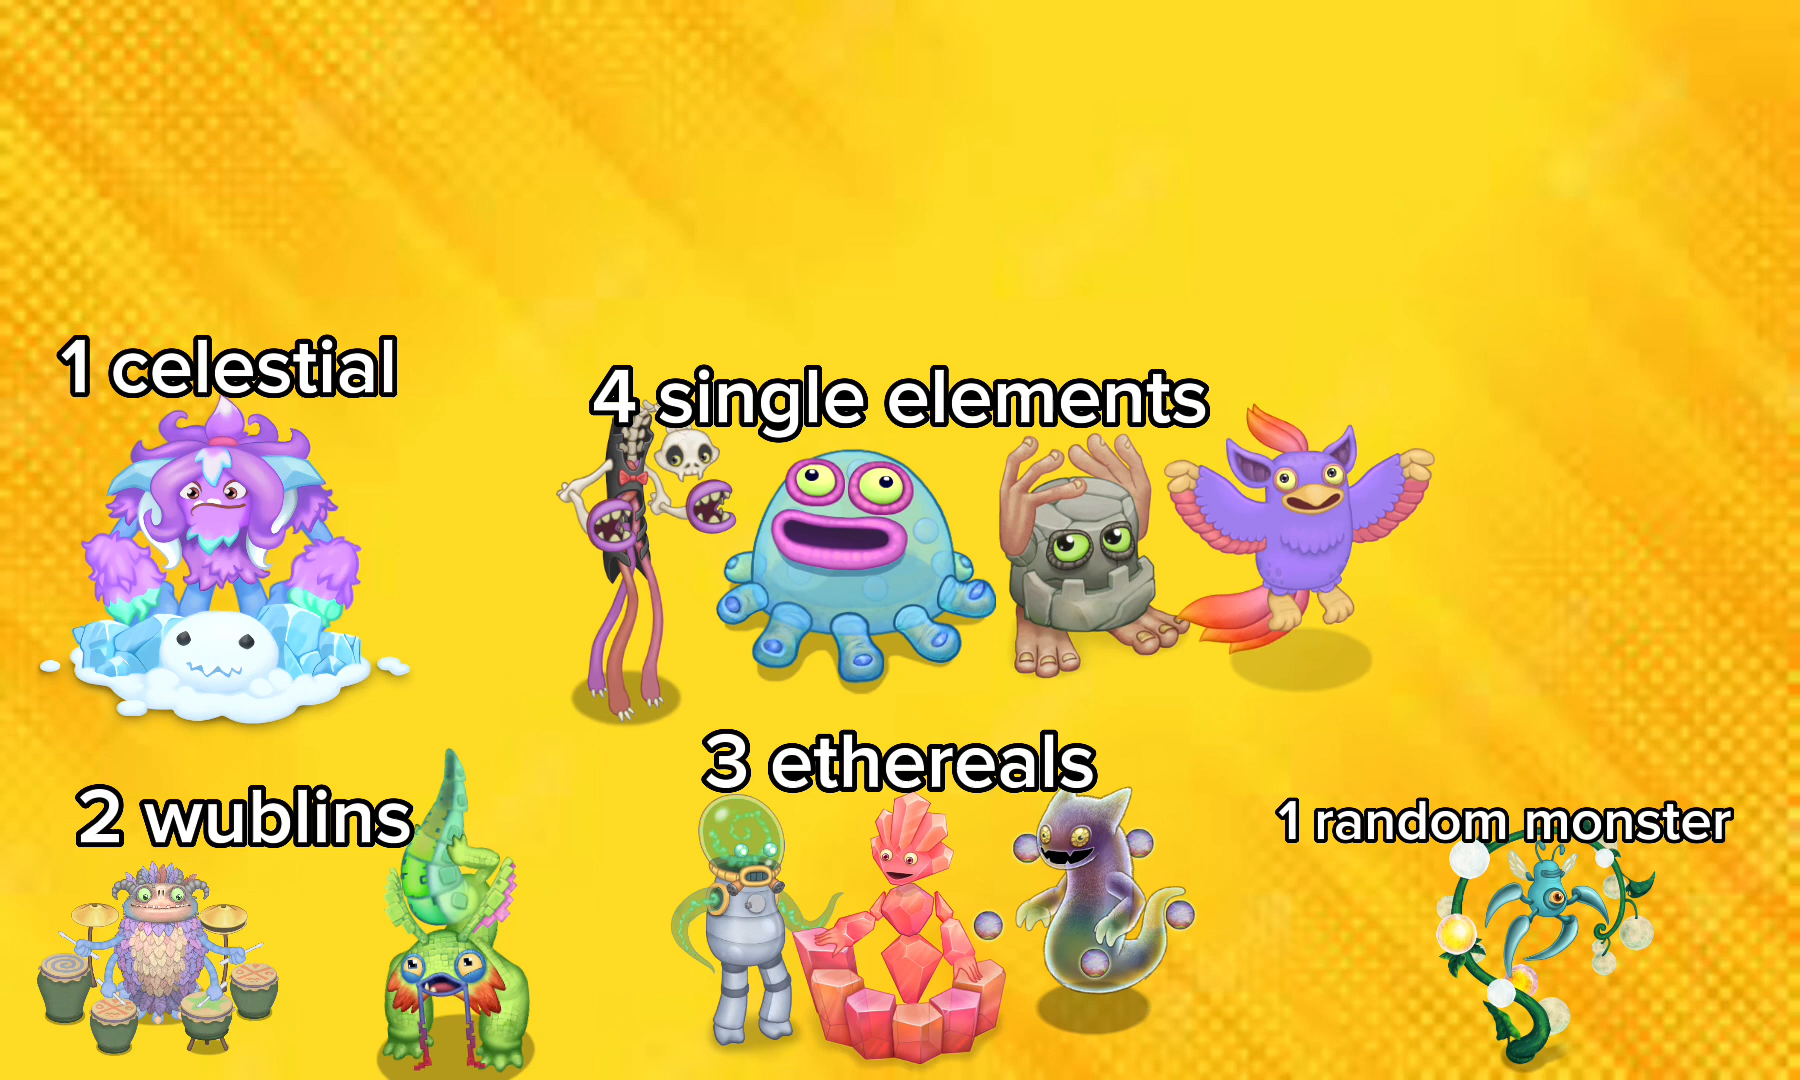 1 celestial
4 single elements
3 ethereals
2 wublins
1 random monster